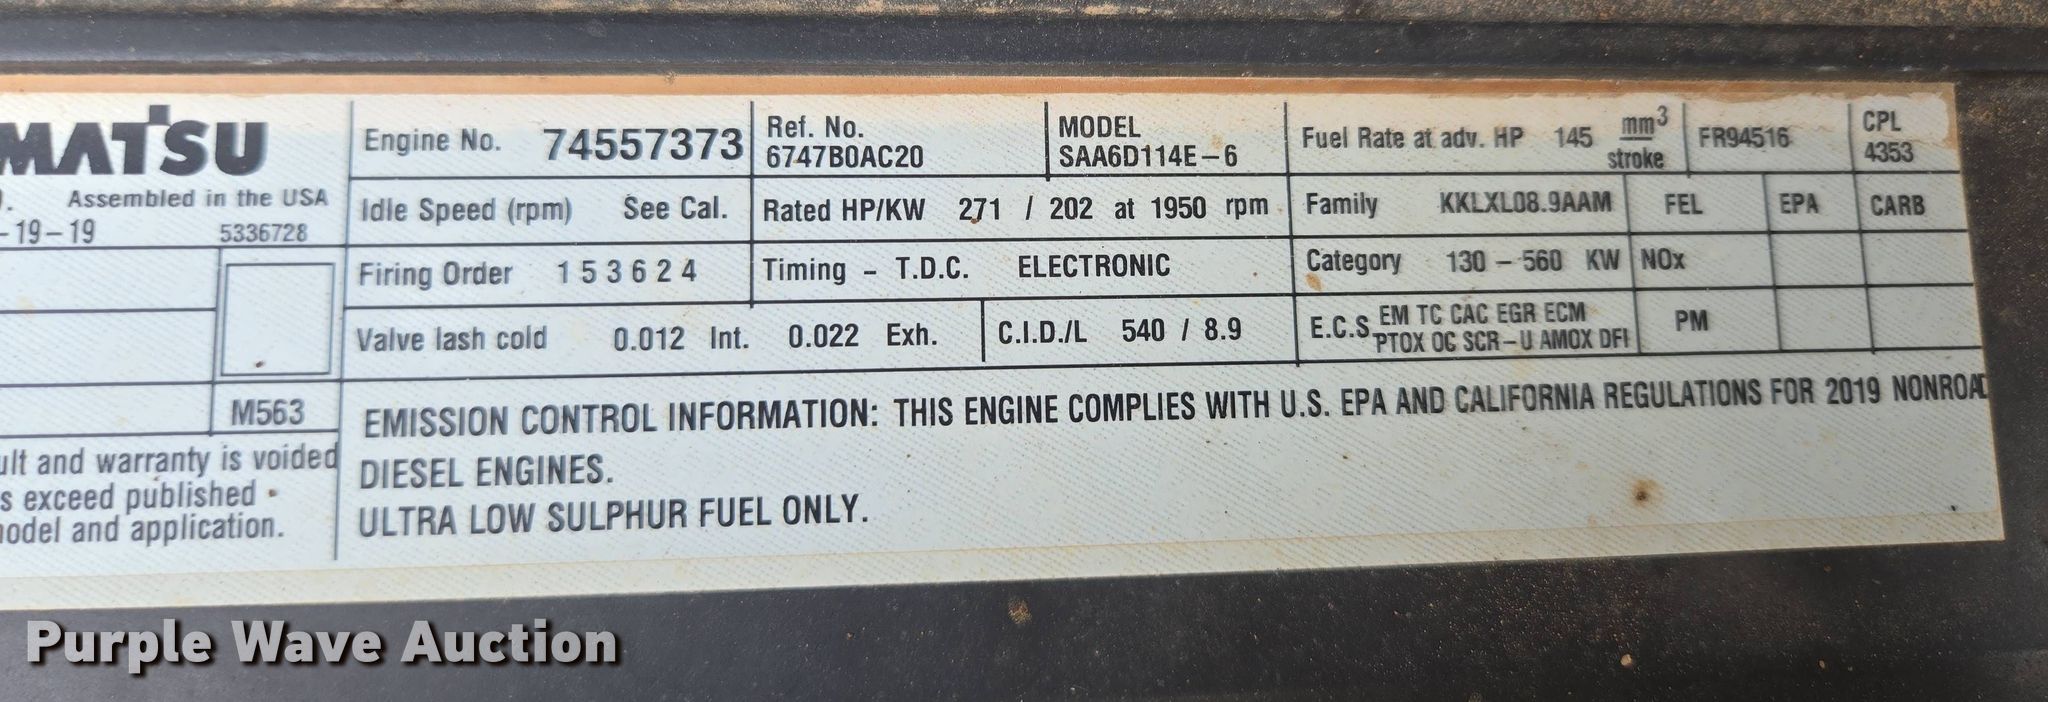 MATSU
Assembled in the USA
-19-19 5336728
M563
ult and warranty is voided
s exceed published
odel and application.
Engine No. 74557373
Ref. No.
6747B0AC20
MODEL
SAA6D114E-6
Fuel Rate at adv. HP 145 mm3
stroke
FR94516
CPL
4353
Idle Speed (rpm) See Cal.
Rated HP/KW 271 / 202 at 1950 rpm
Family KKLXL08.9AAM
FEL EPA CARB
Firing Order 1 5 3 6 2 4
Timing - T.D.C. ELECTRONIC
Category 130 - 560 KW
NOx
Valve lash cold 0.012 Int. 0.022 Exh.
C.I.D./L 540 / 8.9
E.C.S EM TC CAC EGR ECM
PTOX OC SCR-U AMOX DFI
PM
EMISSION CONTROL INFORMATION: THIS ENGINE COMPLIES WITH U.S. EPA AND CALIFORNIA REGULATIONS FOR 2019 NONROAD
DIESEL ENGINES.
ULTRA LOW SULPHUR FUEL ONLY.
Purple Wave Auction